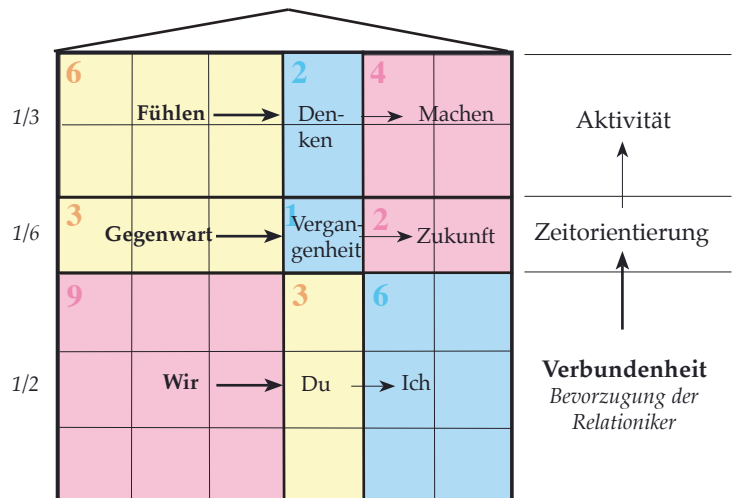 6 2 4
1/3 Fühlen Den- Machen Aktivität
ken
3 1 2
1/6 Gegenwart Vergan- Zukunft Zeitorientierung
genheit
9 3 6
1/2 Wir Du Ich Verbundenheit
Bevorzugung der
Relationiker